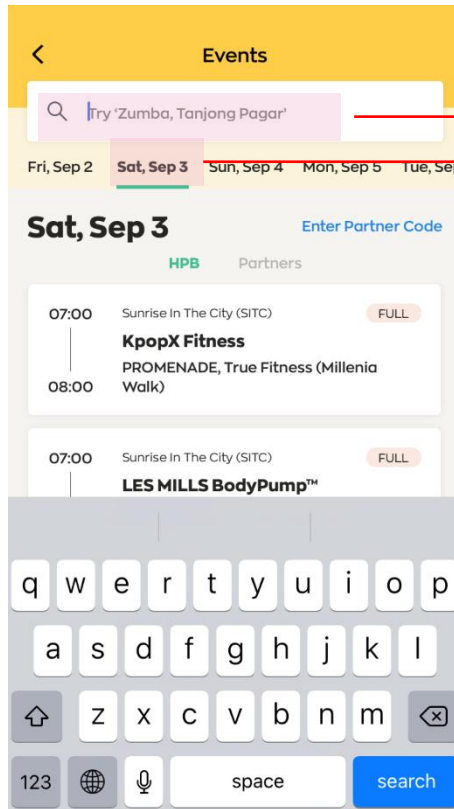 Events
Try ‘Zumba, Tanjong Pagar’
Fri, Sep 2 Sat, Sep 3 Sun, Sep 4 Mon, Sep 5 Tue, Se
Sat, Sep 3 Enter Partner Code
HPB Partners
07:00 Sunrise In The City (SITC) FULL
KpopX Fitness
PROMENADE, True Fitness (Millenia
08:00 Walk)
07:00 Sunrise In The City (SITC) FULL
LES MILLS BodyPump™
q w e r t y u i o p
a s d f g h j k l
z x c v b n m
123 space search